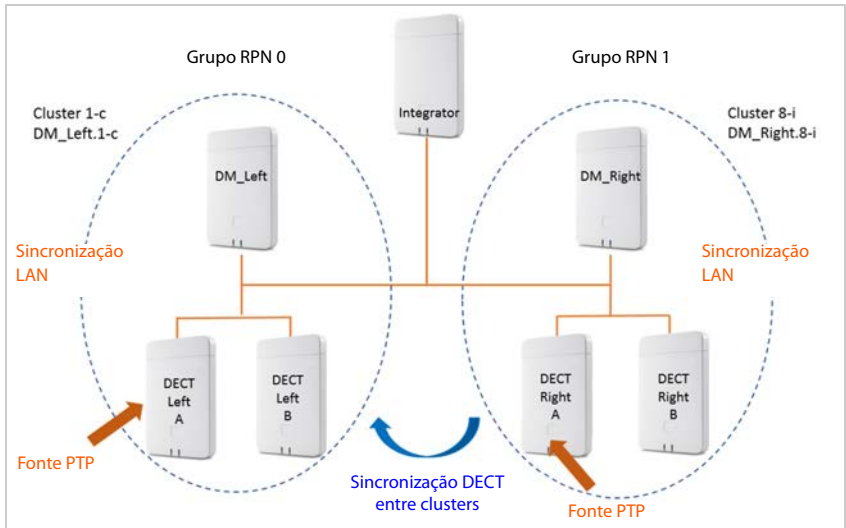 Grupo RPN 0
Grupo RPN 1
Cluster 1-c
DM_Left.1-c
Integrator
Cluster 8-i
DM_Right.8-i
DM_Left
DM_Right
Sincronização
LAN
Sincronização
LAN
DECT
Left
A
DECT
Left
B
DECT
Right
A
DECT
Right
B
Fonte PTP
Sincronização DECT
entre clusters
Fonte PTP